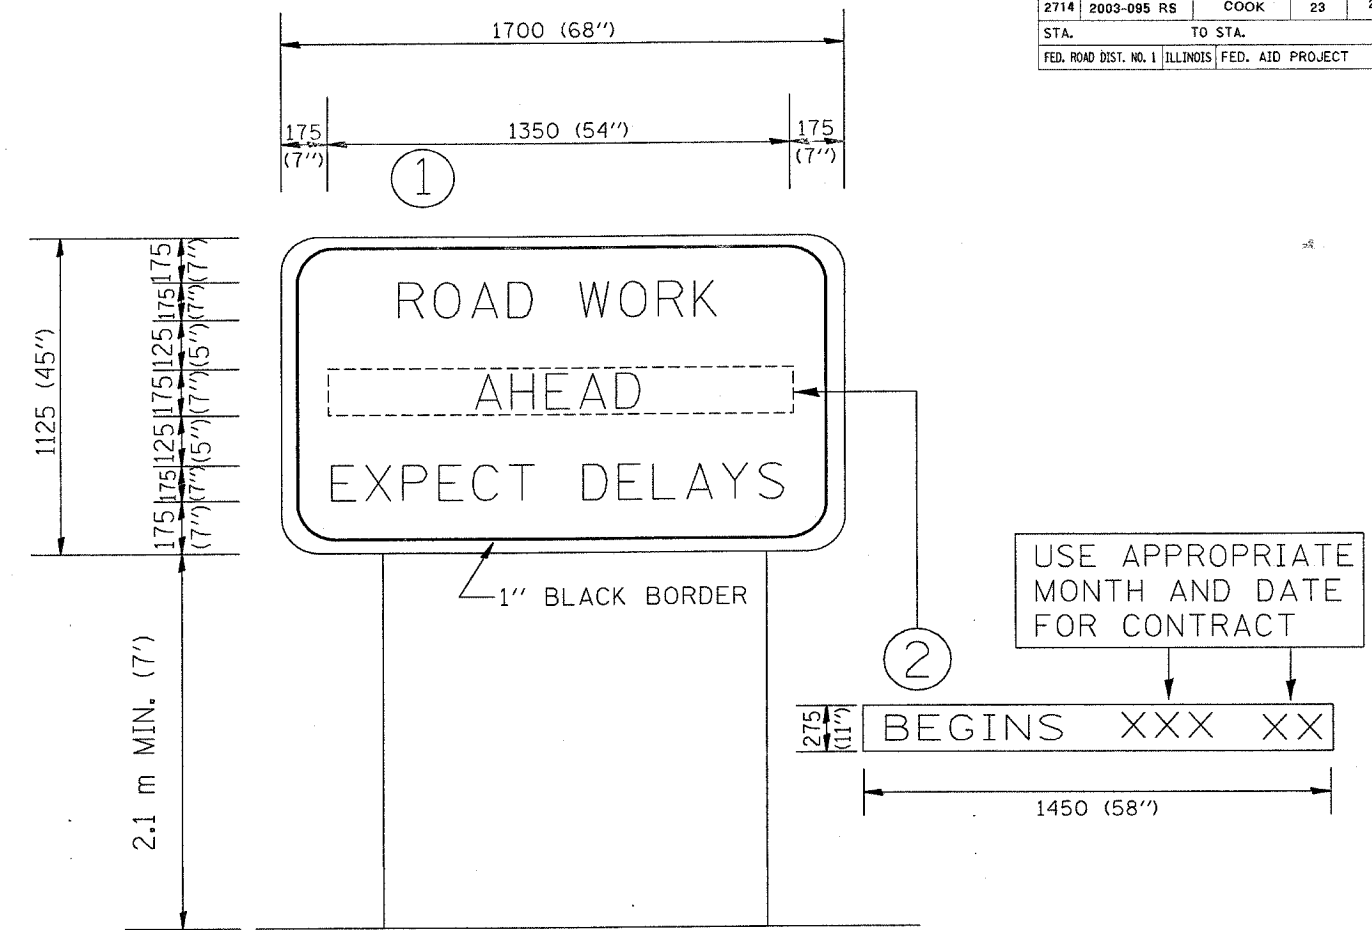 2714 2003-095 RS COOK 23
STA. TO STA.
FED. ROAD DIST. NO. 1 ILLINOIS FED. AID PROJECT
1700 (68'')
175 (7'')
1350 (54'')
175 (7'')
1
1125 (45'')
175 (7'')
175 (7'')
125 (5'')
175 (7'')
125 (5'')
175 (7'')
175 (7'')
ROAD WORK
AHEAD
EXPECT DELAYS
1'' BLACK BORDER
2.1 m MIN. (7')
USE APPROPRIATE
MONTH AND DATE
FOR CONTRACT
2
275 (11'')
BEGINS XXX XX
1450 (58'')